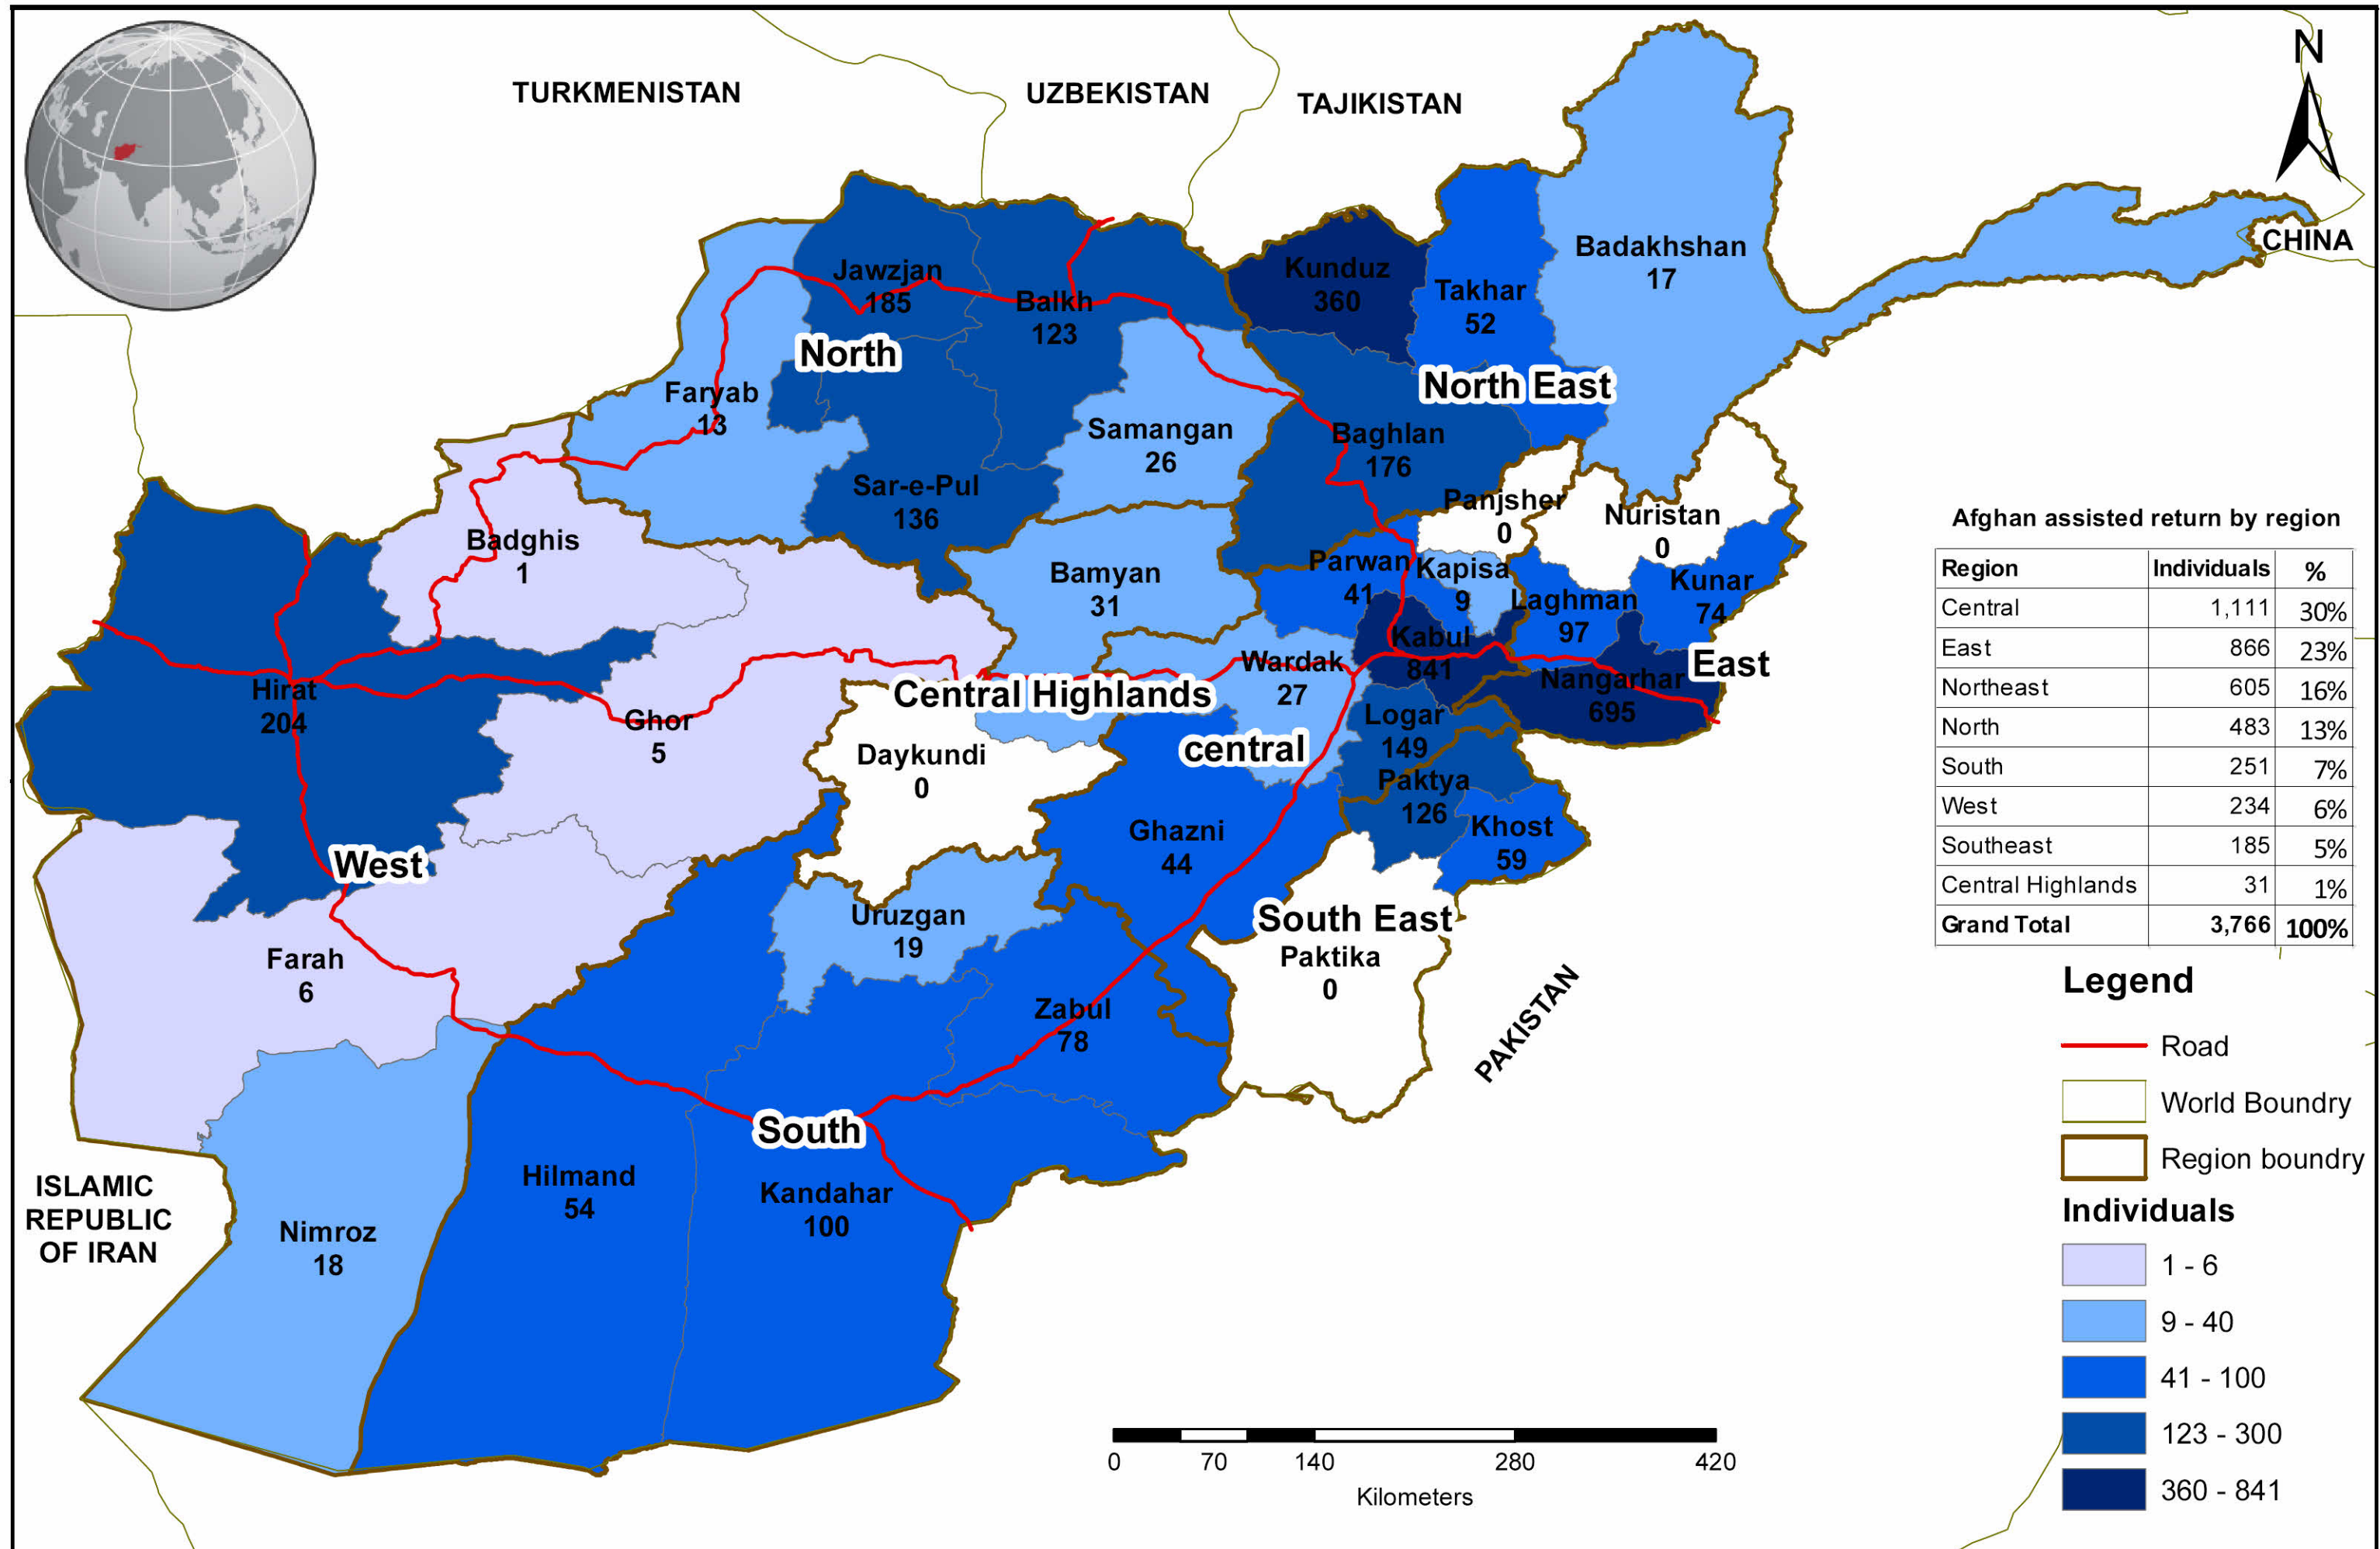 N
TURKMENISTAN
UZBEKISTAN
TAJIKISTAN
CHINA
Badakhshan
17
Kunduz
360
Takhar
52
Jawzjan
185
Balkh
123
North
North East
Faryab
13
Samangan
26
Baghlan
176
Sar-e-Pul
136
Panjsher
0
Nuristan
0
Badghis
1
Bamyan
31
Parwan
41
Kapisa
9
Laghman
97
Kunar
74
Kabul
841
East
Wardak
27
Nangarhar
695
Hirat
204
Central Highlands
Ghor
5
Logar
149
central
Daykundi
0
Paktya
126
Ghazni
44
Khost
59
West
Uruzgan
19
South East
Paktika
0
Farah
6
Zabul
78
PAKISTAN
South
Hilmand
54
Kandahar
100
ISLAMIC
REPUBLIC
OF IRAN
Nimroz
18
Afghan assisted return by region
Region Individuals %
Central 1,111 30%
East 866 23%
Northeast 605 16%
North 483 13%
South 251 7%
West 234 6%
Southeast 185 5%
Central Highlands 31 1%
Grand Total 3,766 100%
Legend
Road
World Boundry
Region boundry
Individuals
1 - 6
9 - 40
41 - 100
123 - 300
360 - 841
0 70 140 280 420
Kilometers